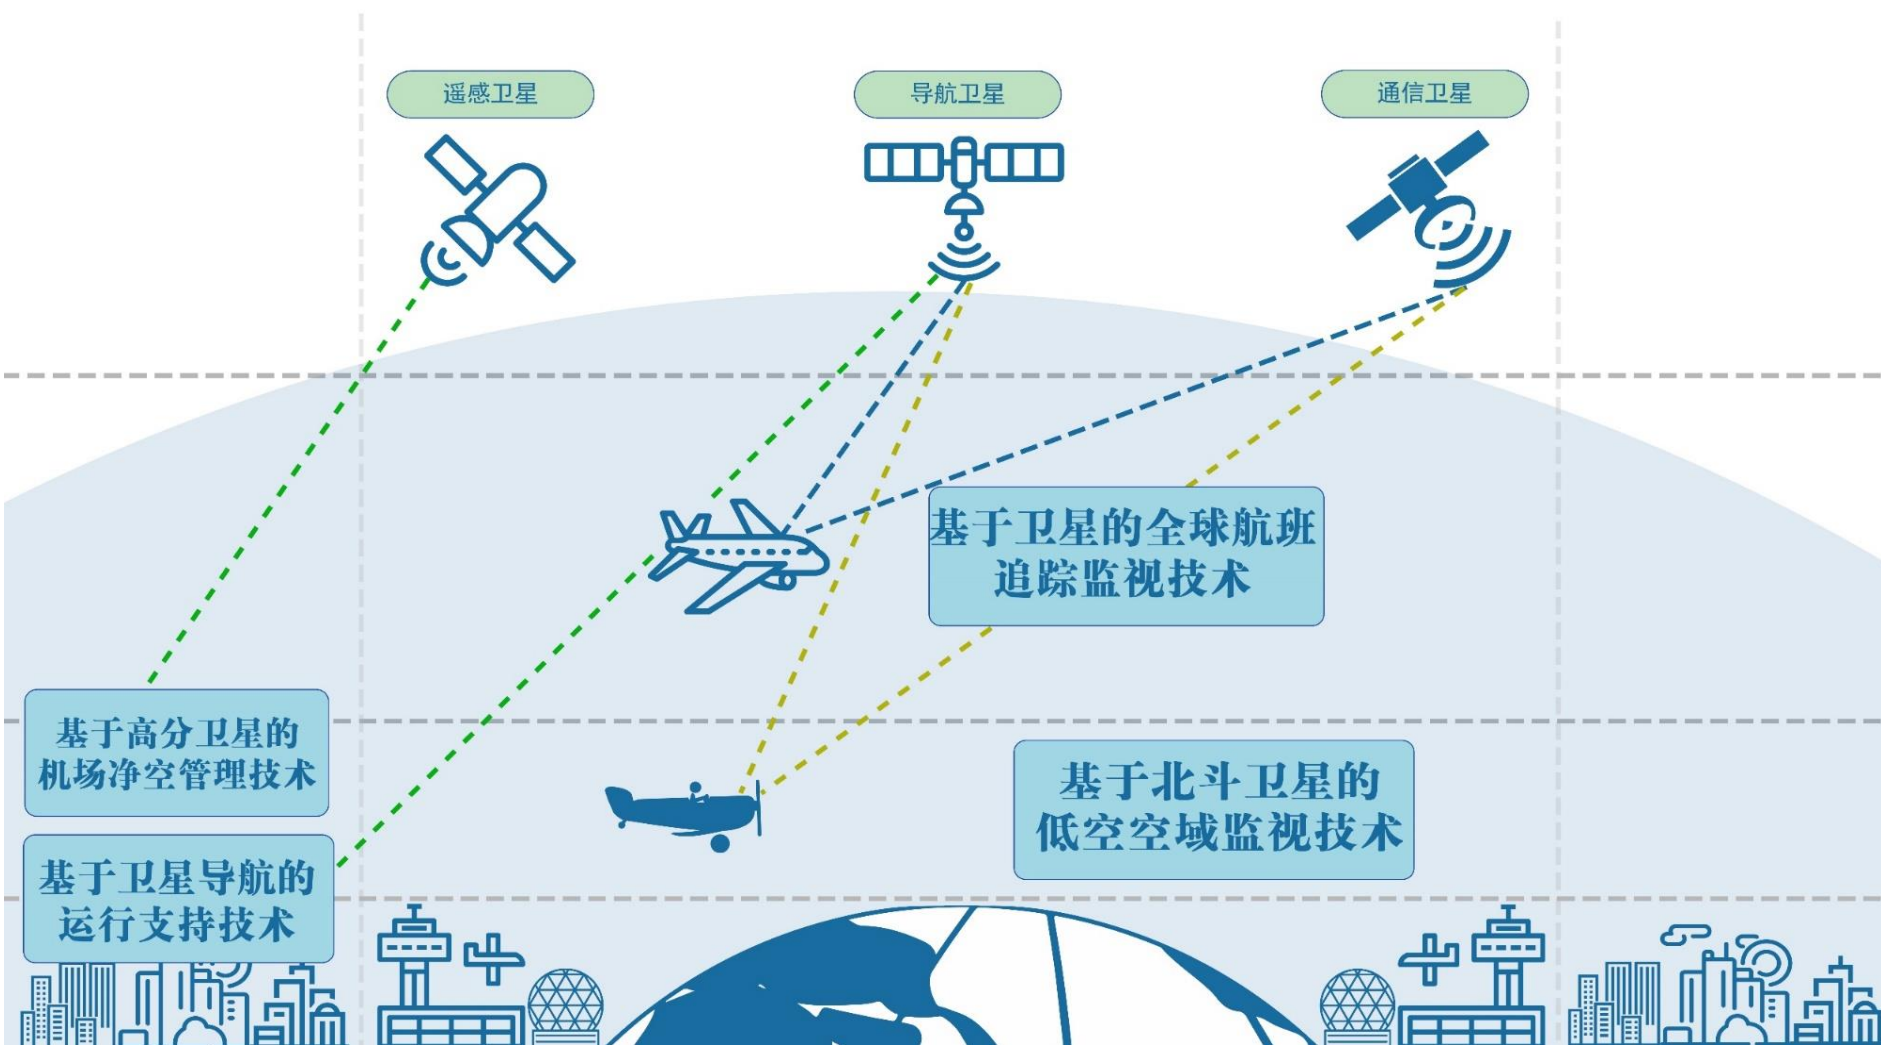 遥感卫星
导航卫星
通信卫星
基于卫星的全球航班
追踪监视技术
基于高分卫星的
机场净空管理技术
基于北斗卫星的
低空空域监视技术
基于卫星导航的
运行支持技术